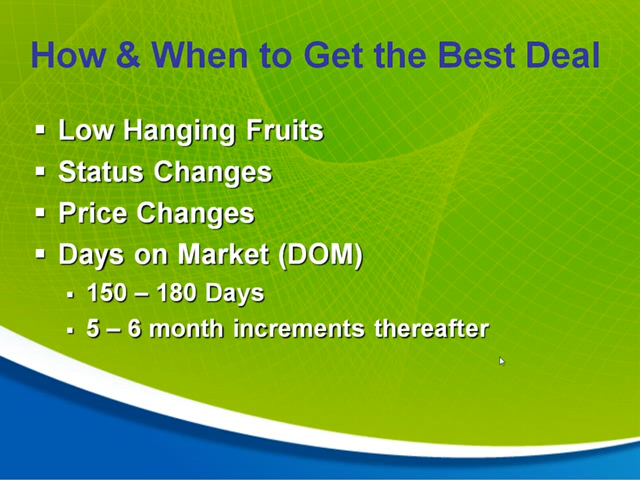 How & When to Get the Best Deal
▪ Low Hanging Fruits
▪ Status Changes
▪ Price Changes
▪ Days on Market (DOM)
▪ 150 – 180 Days
▪ 5 – 6 month increments thereafter